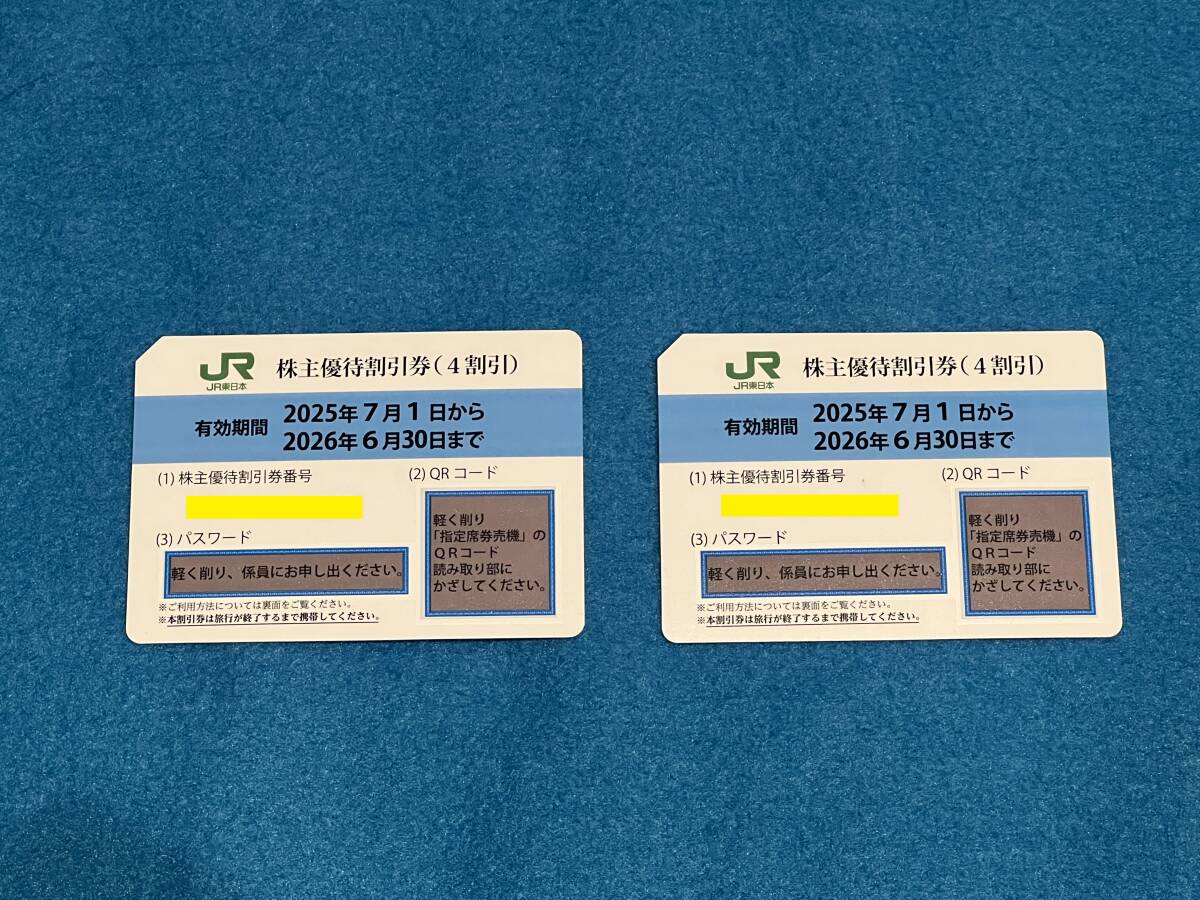 JR
JR東日本
株主優待割引券(4割引)
有効期間
2025年7月1日から
2026年6月30日まで
(1) 株主優待割引券番号
(2) QRコード
軽く削り
「指定席券売機」の
QRコード
読み取り部に
かざしてください。
(3) パスワード
軽く削り、係員にお申し出ください。
※ご利用方法については裏面をご覧ください。
※本割引券は旅行が終了するまで携帯してください。
JR
JR東日本
株主優待割引券(4割引)
有効期間
2025年7月1日から
2026年6月30日まで
(1) 株主優待割引券番号
(2) QRコード
軽く削り
「指定席券売機」の
QRコード
読み取り部に
かざしてください。
(3) パスワード
軽く削り、係員にお申し出ください。
※ご利用方法については裏面をご覧ください。
※本割引券は旅行が終了するまで携帯してください。